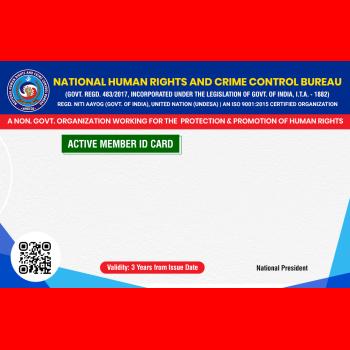 NATIONAL HUMAN RIGHTS AND CRIME CONTROL BUREAU
(GOVT. REGD. 483/2017, INCORPORATED UNDER THE LEGISLATION OF GOVT. OF INDIA, I.T.A. - 1882)
REGD. NITI AAYOG (GOVT. OF INDIA), UNITED NATION (UNDESA) | AN ISO 9001:2015 CERTIFIED ORGANIZATION
A NON. GOVT. ORGANIZATION WORKING FOR THE PROTECTION & PROMOTION OF HUMAN RIGHTS
ACTIVE MEMBER ID CARD
Validity: 3 Years from Issue Date
National President